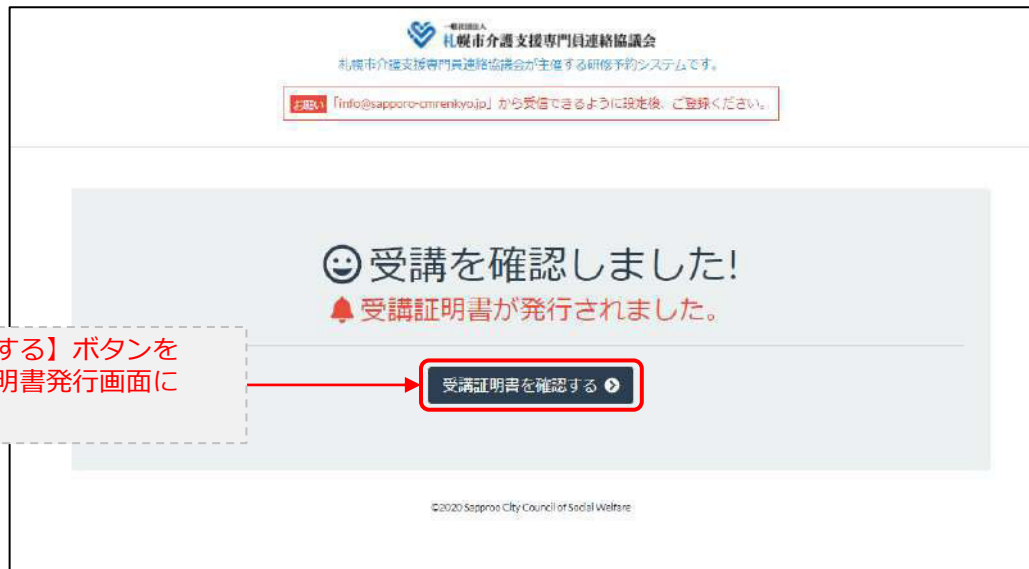 一般社団法人
札幌市介護支援専門員連絡協議会
札幌市介護支援専門員連絡協議会が主催する研修予約システムです。
お願い 「info@sapporo-cmrenkyo.jp」から受信できるように設定後、ご登録ください。
受講を確認しました!
受講証明書が発行されました。
する】ボタンを
明書発行画面に
受講証明書を確認する
©2020 Sapproo City Council of Social Welfare